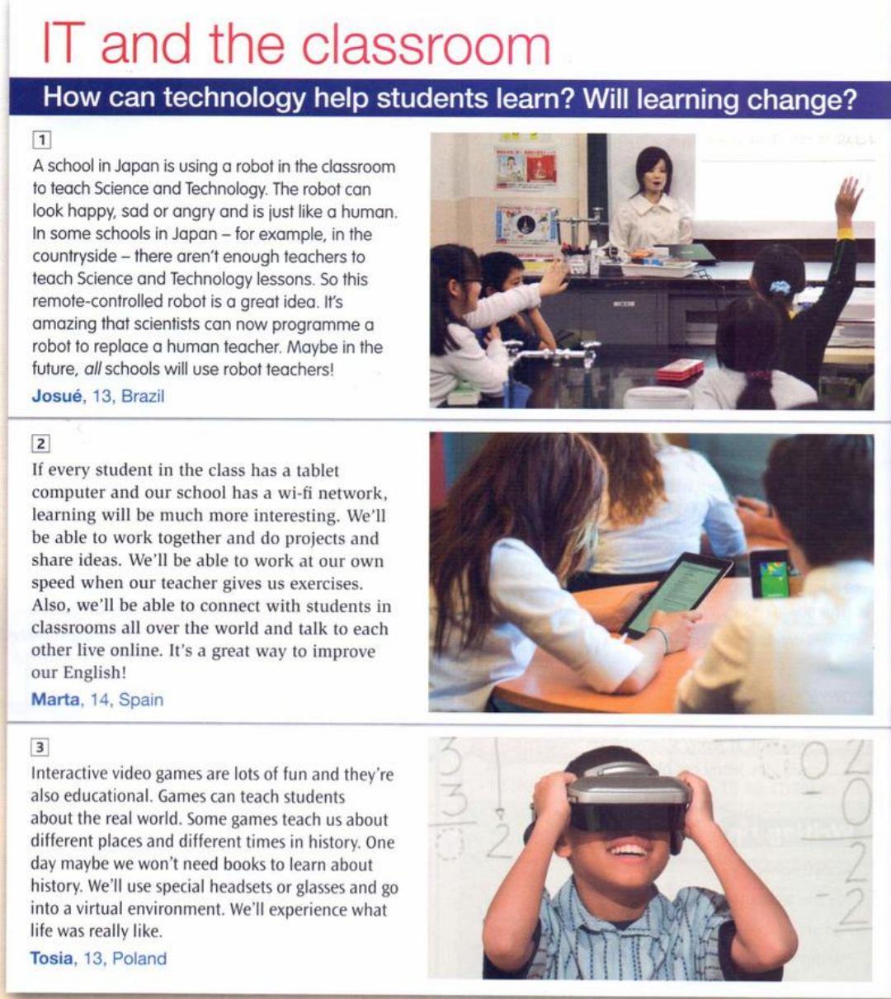 IT and the classroom
How can technology help students learn? Will learning change?
1
A school in Japan is using a robot in the classroom
to teach Science and Technology. The robot can
look happy, sad or angry and is just like a human.
In some schools in Japan – for example, in the
countryside – there aren't enough teachers to
teach Science and Technology lessons. So this
remote-controlled robot is a great idea. It's
amazing that scientists can now programme a
robot to replace a human teacher. Maybe in the
future, all schools will use robot teachers!
Josué, 13, Brazil
2
If every student in the class has a tablet
computer and our school has a wi-fi network,
learning will be much more interesting. We'll
be able to work together and do projects and
share ideas. We'll be able to work at our own
speed when our teacher gives us exercises.
Also, we'll be able to connect with students in
classrooms all over the world and talk to each
other live online. It's a great way to improve
our English!
Marta, 14, Spain
3
Interactive video games are lots of fun and they're
also educational. Games can teach students
about the real world. Some games teach us about
different places and different times in history. One
day maybe we won't need books to learn about
history. We'll use special headsets or glasses and go
into a virtual environment. We'll experience what
life was really like.
Tosia, 13, Poland